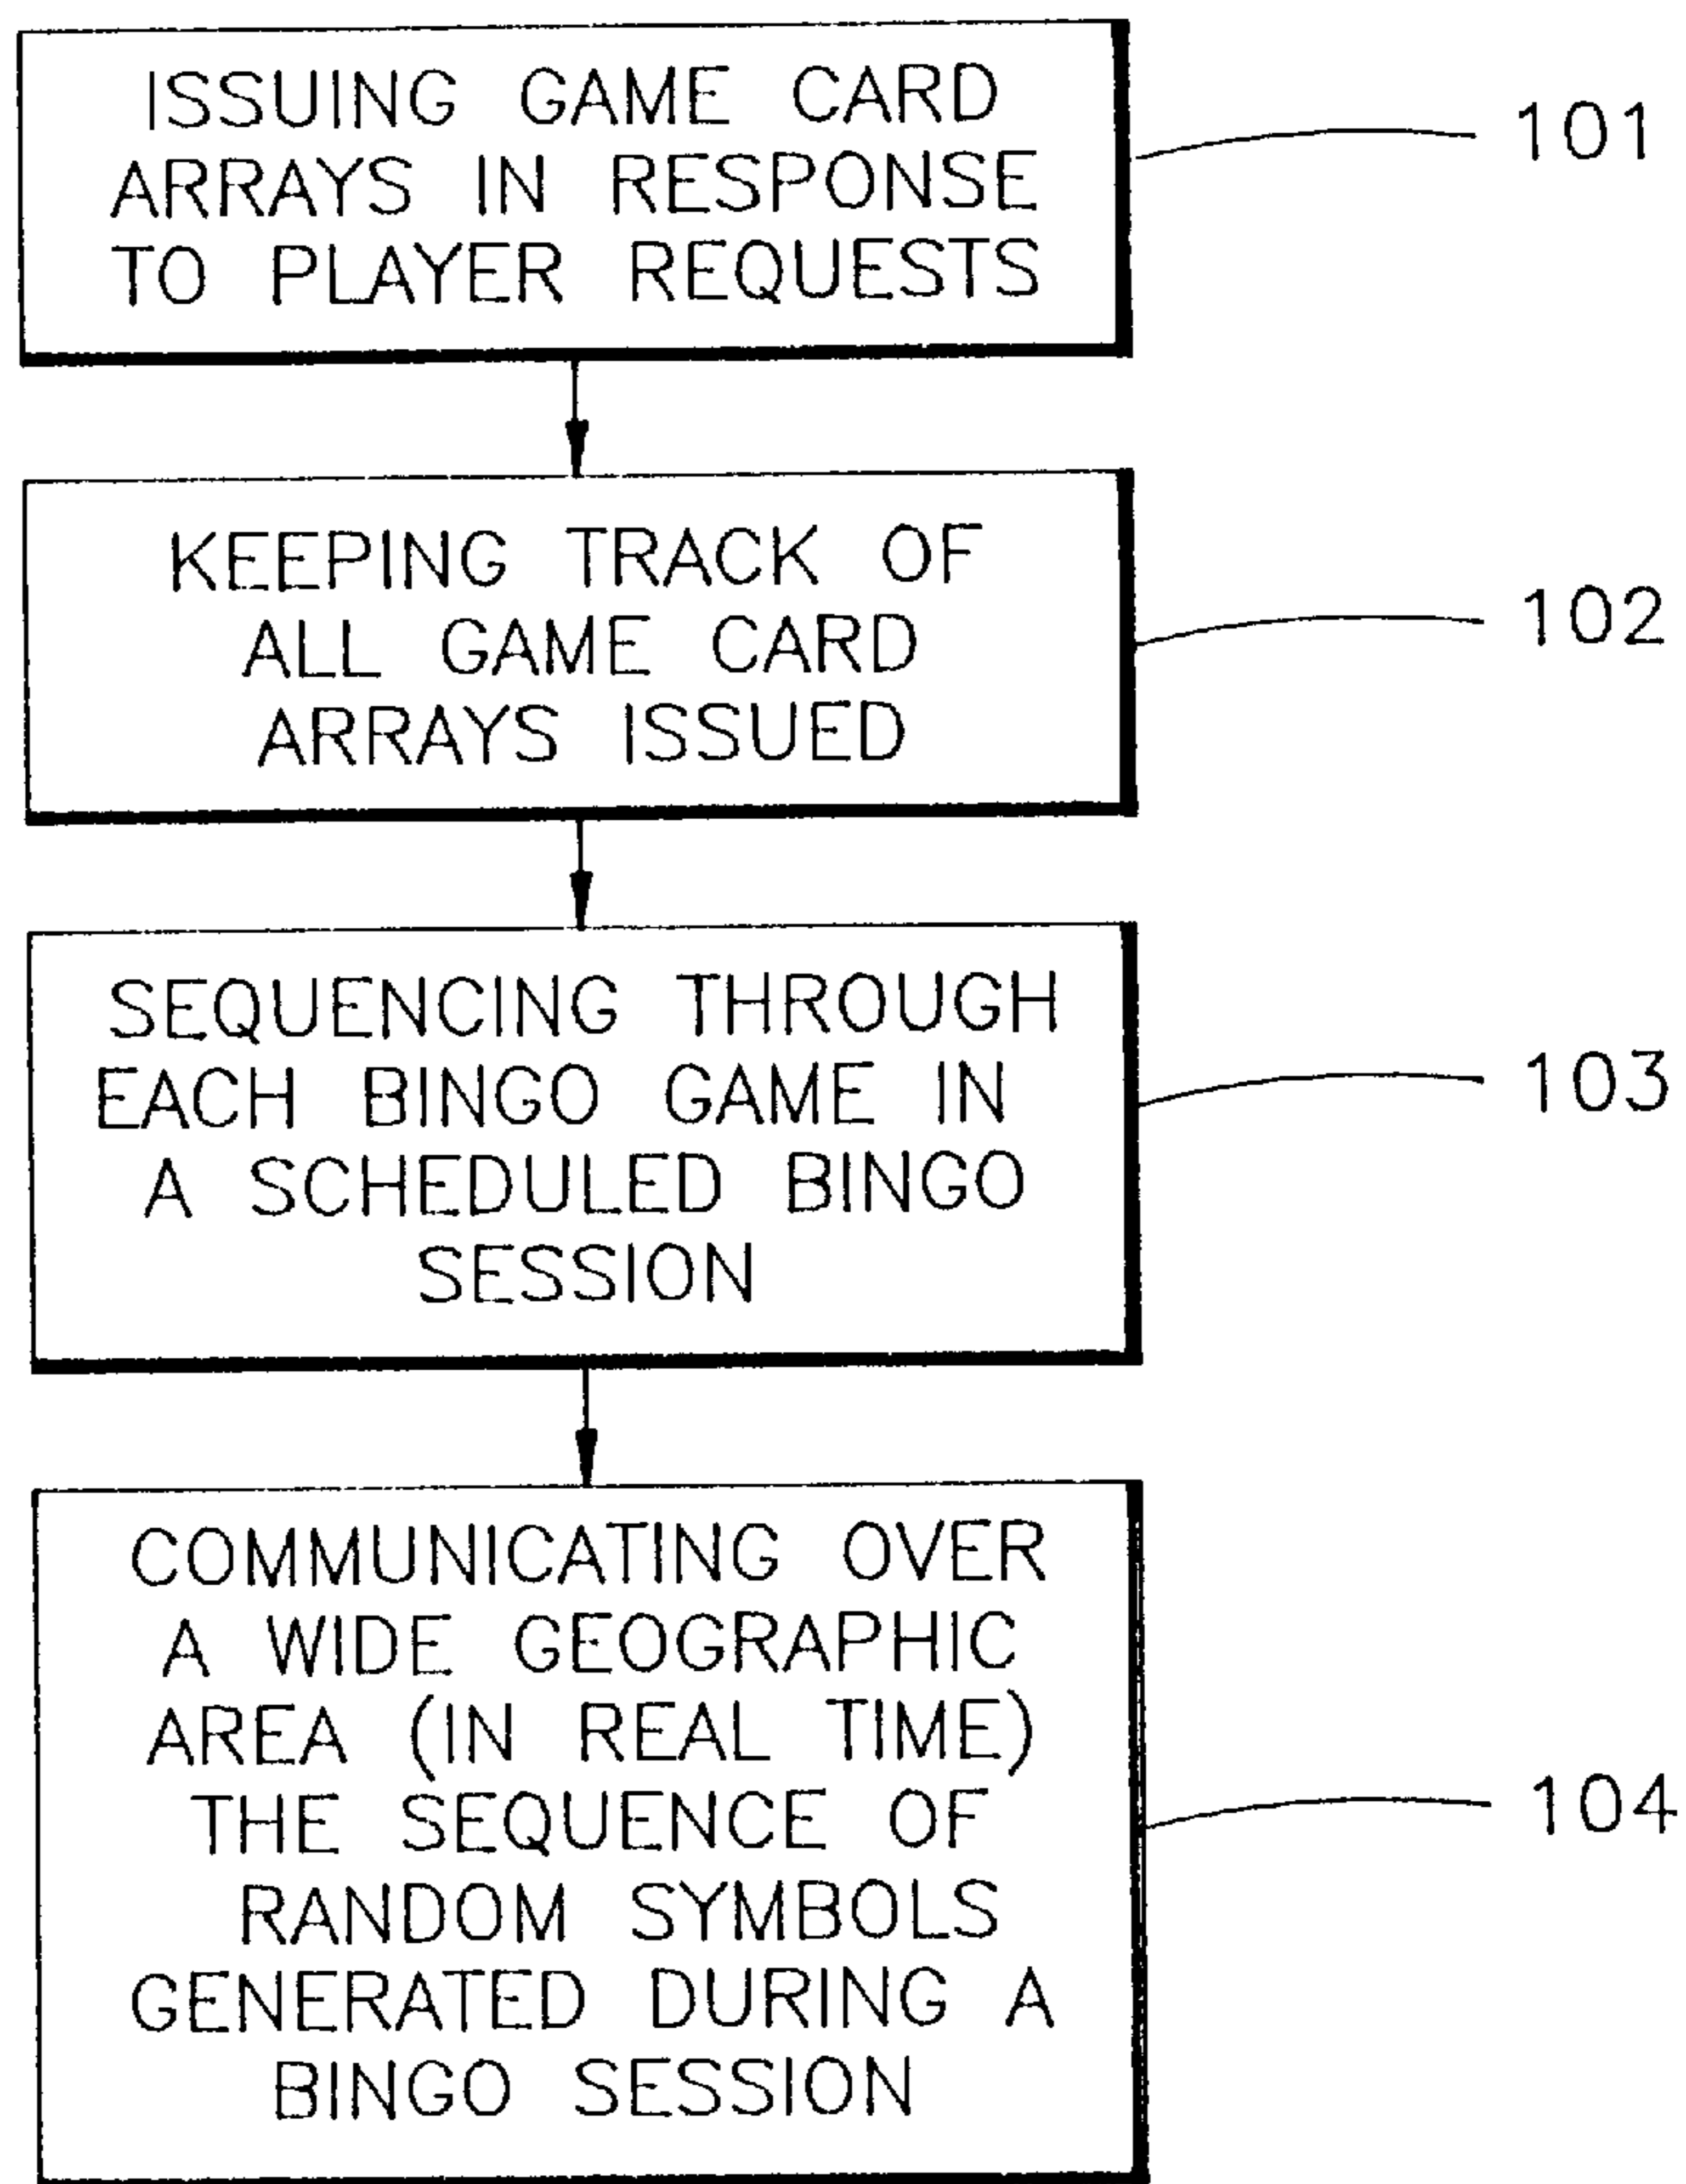 ISSUING GAME CARD
ARRAYS IN RESPONSE
TO PLAYER REQUESTS
101
KEEPING TRACK OF
ALL GAME CARD
ARRAYS ISSUED
102
SEQUENCING THROUGH
EACH BINGO GAME IN
A SCHEDULED BINGO
SESSION
103
COMMUNICATING OVER
A WIDE GEOGRAPHIC
AREA (IN REAL TIME)
THE SEQUENCE OF
RANDOM SYMBOLS
GENERATED DURING A
BINGO SESSION
104